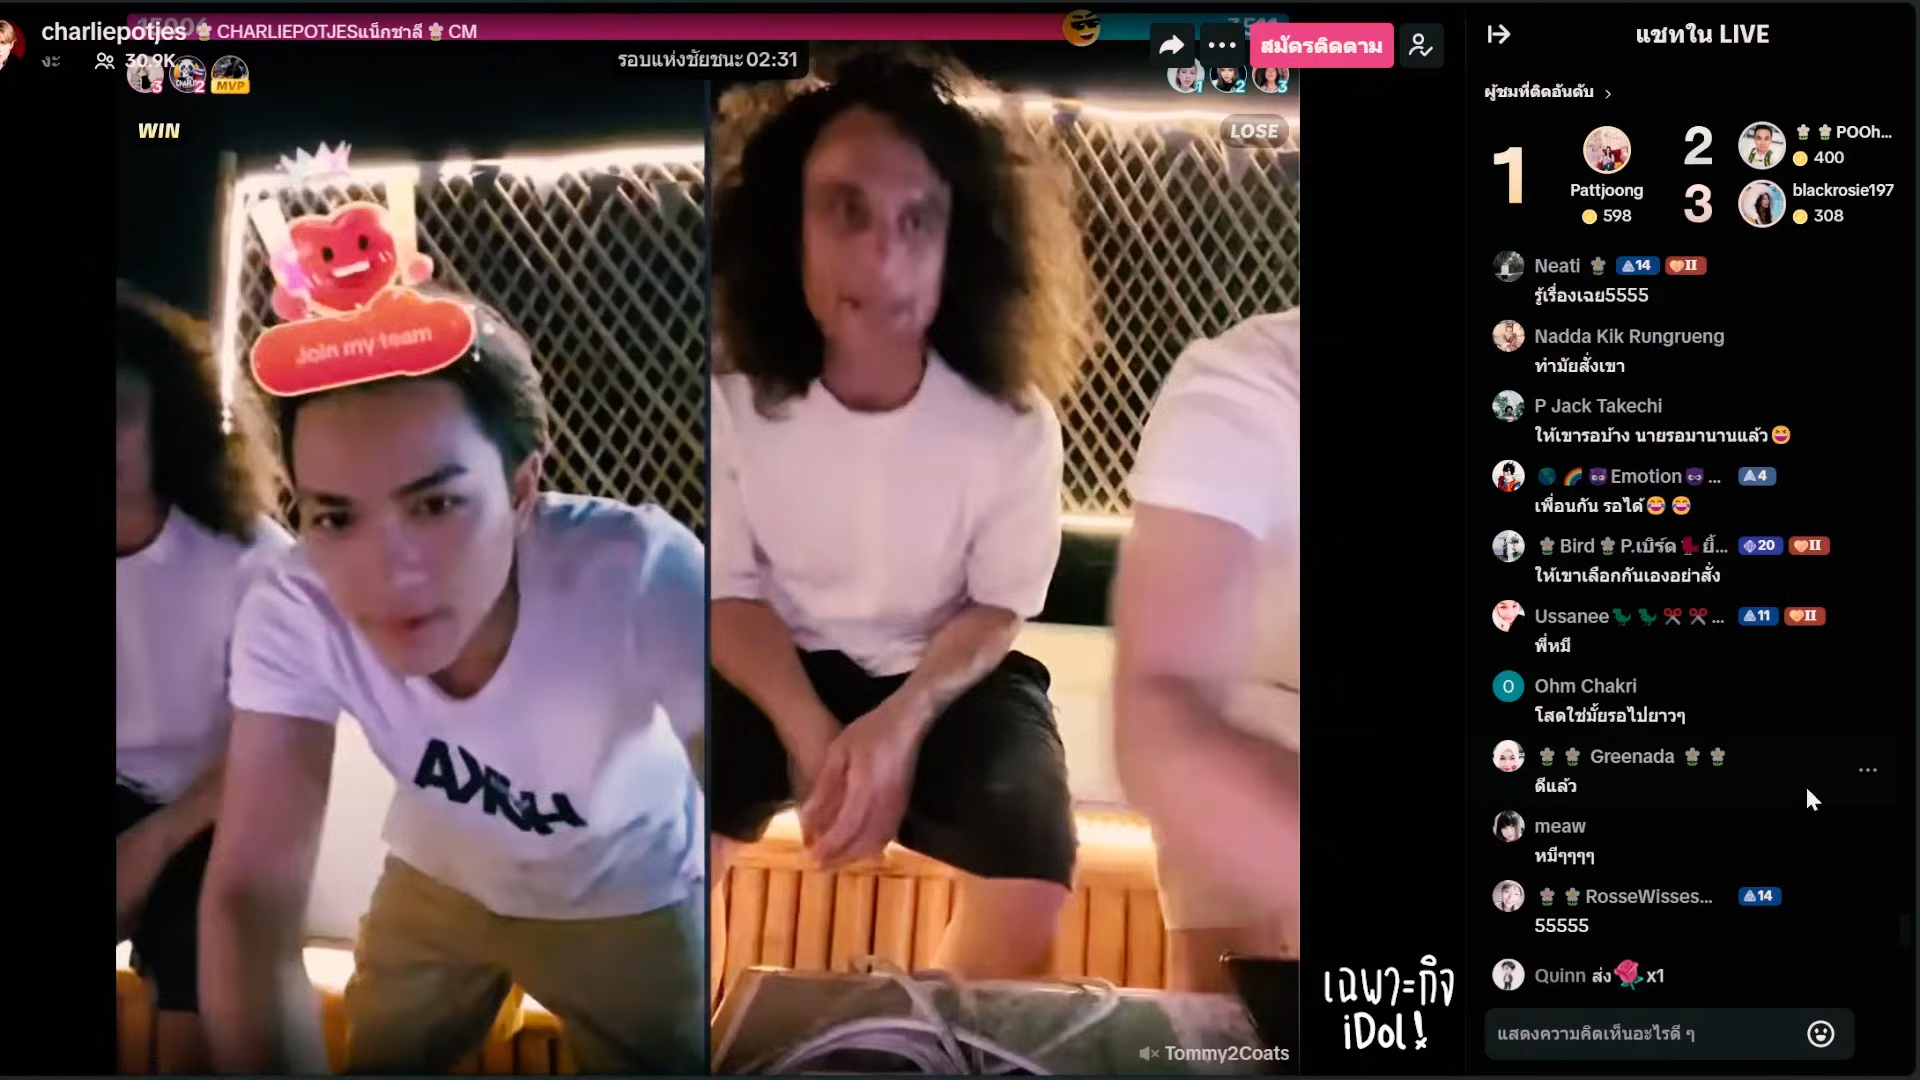 charliepotjes CHARLIEPOTJESแน็กชาลี CM
30.9K
3
2
MVP
รอบแห่งชัยชนะ 02:31
สมัครติดตาม
1
2
3
WIN
LOSE
Join my team
Tommy2Coats
เฉพาะกิจ
iDol!
แชทใน LIVE
ผู้ชมที่ติดอันดับ >
1
Pattjoong
598
2
POOh...
400
3
blackrosie197
308
Neati 14 II
รู้เรื่องเฉย5555
Nadda Kik Rungrueng
ทำมัยสั่งเขา
P Jack Takechi
ให้เขารอบ้าง นายรอมานานแล้ว😆
🌎 🌈 😈Emotion😈 ... 4
เพื่อนกัน รอได้😂 😂
Bird P.เบิร์ด ยี้... 20 II
ให้เขาเลือกกันเองอย่าสั่ง
Ussanee🦆 🦆 ✂️ ✂️ ... 11 II
พี่หมี
O Ohm Chakri
โสดใช่มั้ยรอไปยาวๆ
Greenada
ดีแล้ว
meaw
หมีๆๆๆๆ
RosseWisses... 14
55555
Quinn ส่ง🌹x1
แสดงความคิดเห็นอะไรดี ๆ